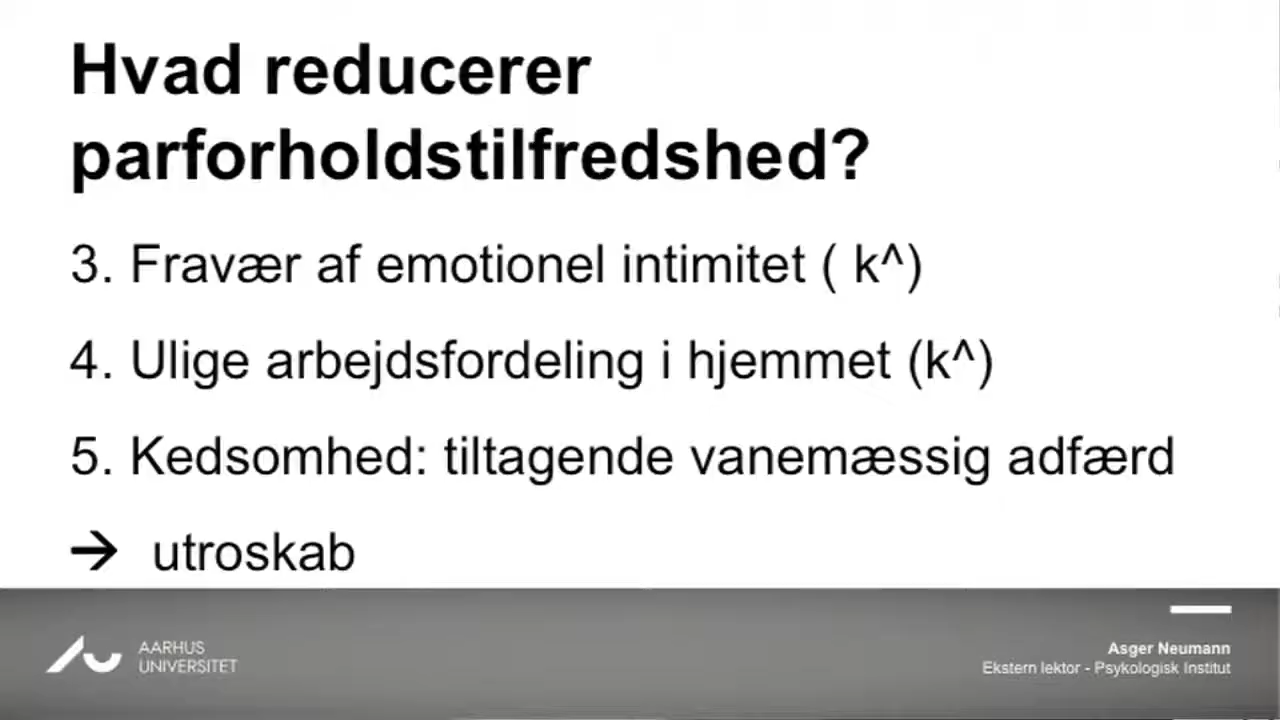 Hvad reducerer
parforholdstilfredshed?
3. Fravær af emotionel intimitet ( k^)
4. Ulige arbejdsfordeling i hjemmet (k^)
5. Kedsomhed: tiltagende vanemæssig adfærd
→ utroskab
AARHUS
UNIVERSITET
Asger Neumann
Ekstern lektor - Psykologisk Institut